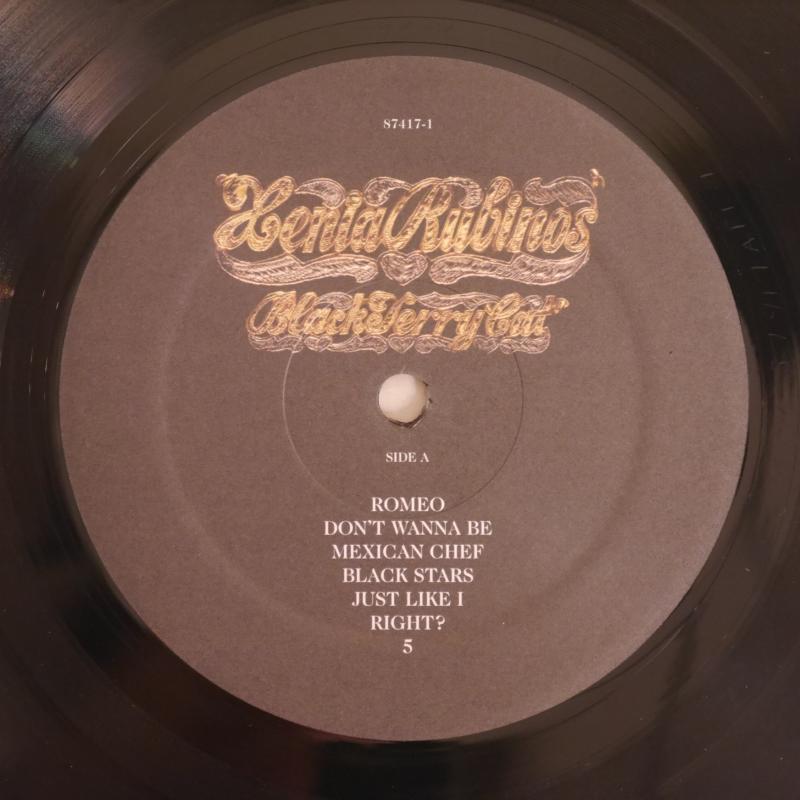 87417-1
Xenia Rubinos
Black Terry Cat
SIDE A
ROMEO
DON'T WANNA BE
MEXICAN CHEF
BLACK STARS
JUST LIKE I
RIGHT?
5